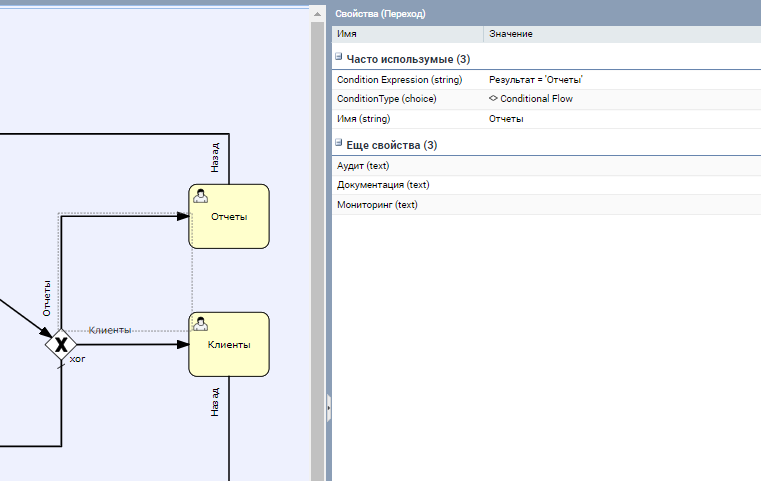 Назад
Отчеты
Отчеты
Клиенты
Клиенты
X
xor
Назад
Свойства (Переход)
Имя Значение
Часто использумые (3)
Condition Expression (string) Результат = 'Отчеты'
ConditionType (choice) Conditional Flow
Имя (string) Отчеты
Еще свойства (3)
Аудит (text)
Документация (text)
Мониторинг (text)